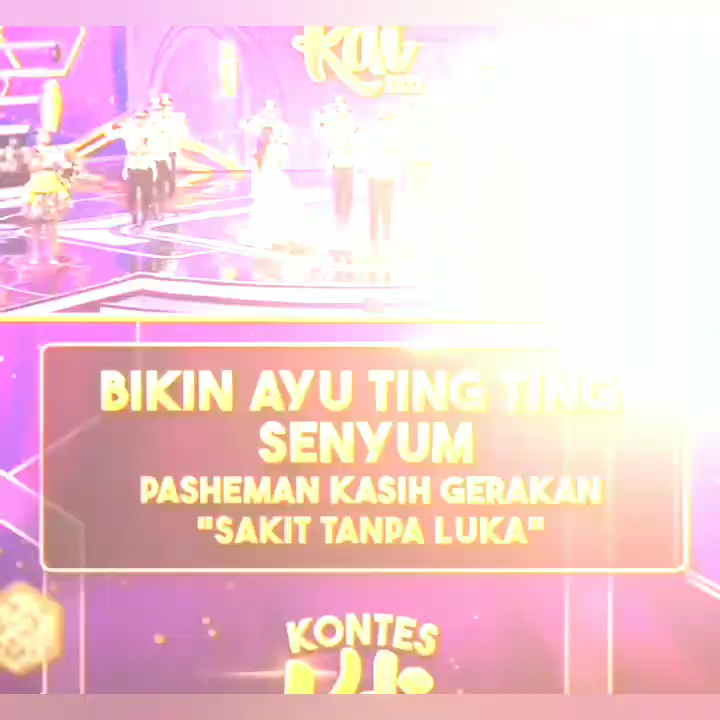 BIKIN AYU TING TING
SENYUM
PASHEMAN KASIH GERAKAN
"SAKIT TANPA LUKA"
KONTES